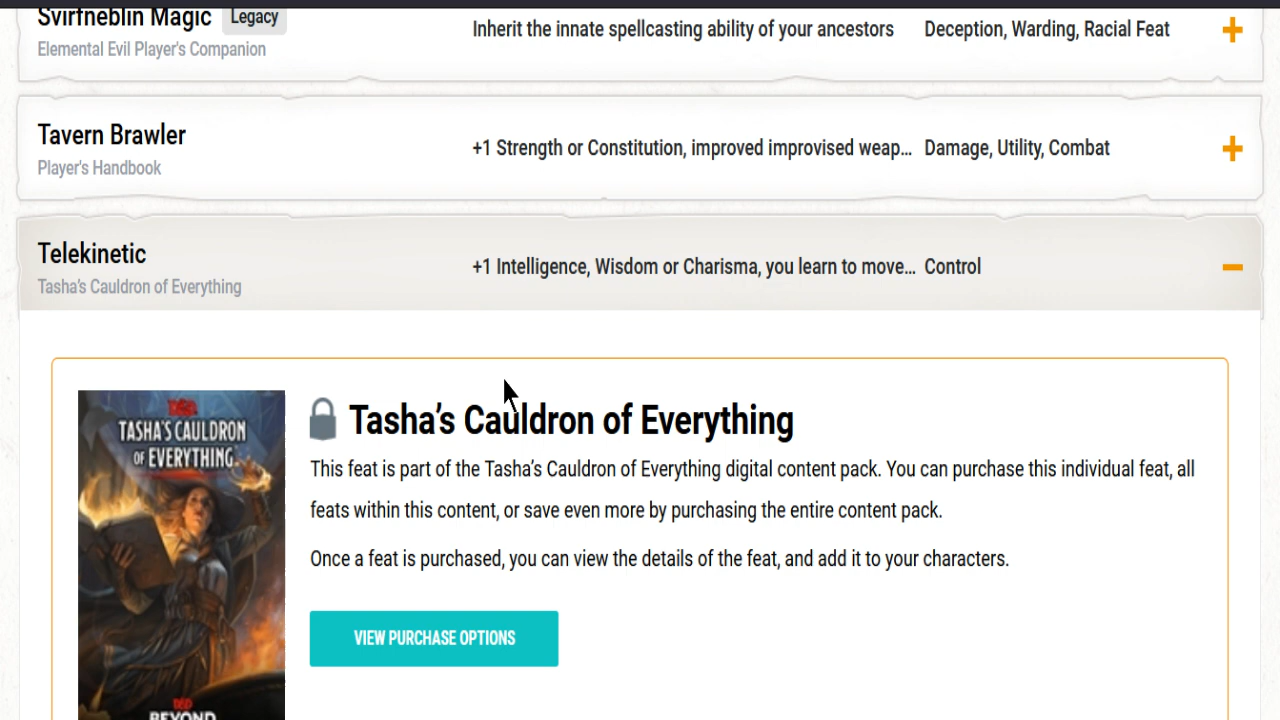 Svirfneblin Magic Legacy
Elemental Evil Player's Companion
Inherit the innate spellcasting ability of your ancestors
Deception, Warding, Racial Feat
Tavern Brawler
Player's Handbook
+1 Strength or Constitution, improved improvised weap...
Damage, Utility, Combat
Telekinetic
Tasha's Cauldron of Everything
+1 Intelligence, Wisdom or Charisma, you learn to move...
Control
TASHA'S CAULDRON
OF EVERYTHING
D&D
BEYOND
Tasha's Cauldron of Everything
This feat is part of the Tasha's Cauldron of Everything digital content pack. You can purchase this individual feat, all
feats within this content, or save even more by purchasing the entire content pack.
Once a feat is purchased, you can view the details of the feat, and add it to your characters.
VIEW PURCHASE OPTIONS